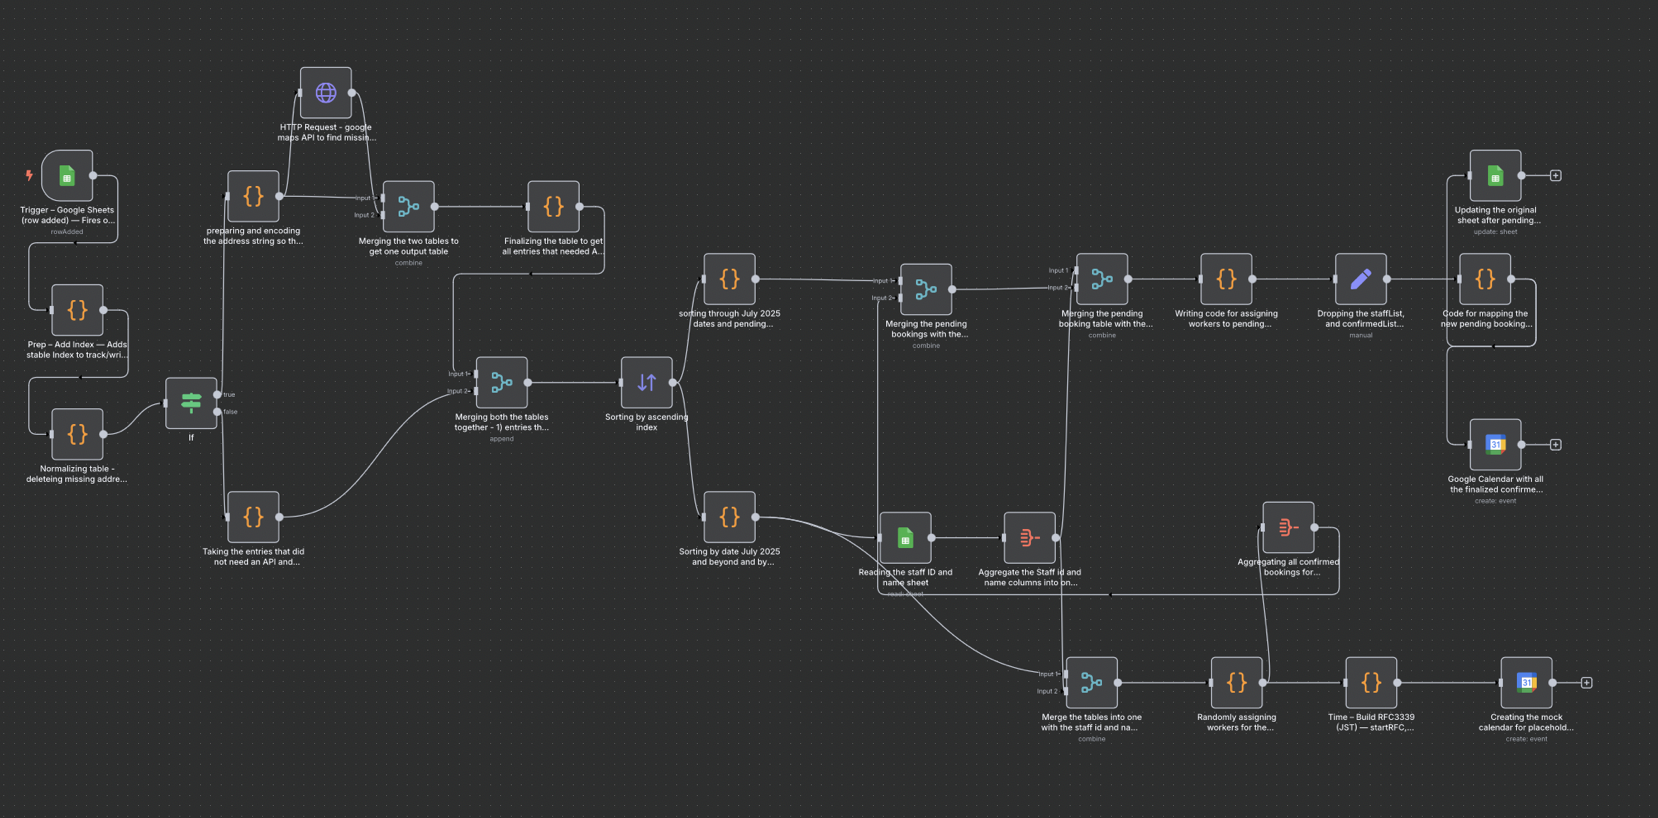 HTTP Request - google
maps API to find missin...
Trigger – Google Sheets
(row added) — Fires o...
rowAdded
preparing and encoding
the address string so th...
Input 1
Input 2
Merging the two tables to
get one output table
combine
Finalizing the table to get
all entries that needed A...
Prep – Add Index — Adds
stable Index to track/wri...
Normalizing table -
deleteing missing addre...
true
false
If
Taking the entries that did
not need an API and...
Input 1
Input 2
Merging both the tables
together - 1) entries th...
append
Sorting by ascending
index
sorting through July 2025
dates and pending...
Sorting by date July 2025
and beyond and by...
Input 1
Input 2
Merging the pending
bookings with the...
combine
Input 1
Input 2
Merging the pending
booking table with the...
combine
Writing code for assigning
workers to pending...
Dropping the staffList,
and confirmedList...
manual
Code for mapping the
new pending booking...
Updating the original
sheet after pending...
update: sheet
31
Google Calendar with all
the finalized confirme...
create: event
Reading the staff ID and
name sheet
read: sheet
Aggregate the Staff id and
name columns into on...
Aggregating all confirmed
bookings for...
Input 1
Input 2
Merge the tables into one
with the staff id and na...
combine
Randomly assigning
workers for the...
Time – Build RFC3339
(JST) — startRFC,...
31
Creating the mock
calendar for placehold...
create: event